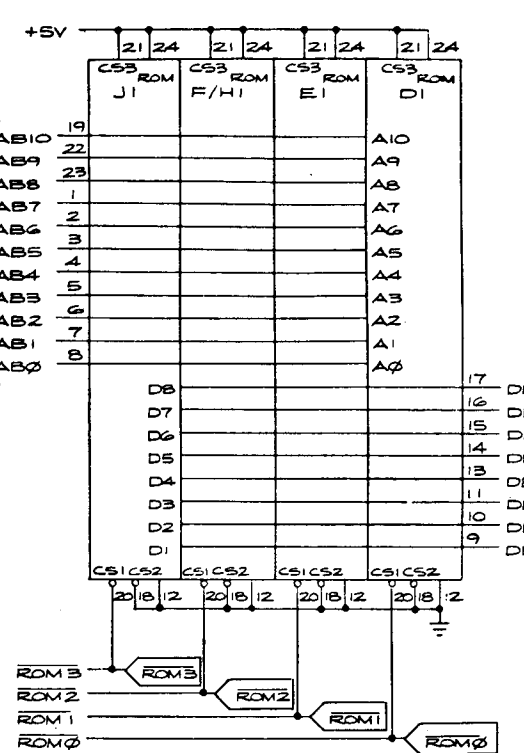 +5V
21 24 21 24 21 24 21 24
CS3 ROM CS3 ROM CS3 ROM CS3 ROM
J1 F/H1 E1 D1
AB10 19 A10
AB9 22 A9
AB8 23 A8
AB7 1 A7
AB6 2 A6
AB5 3 A5
AB4 4 A4
AB3 5 A3
AB2 6 A2
AB1 7 A1
ABØ 8 AØ
D8 17
D7 16
D6 15
D5 14
D4 13
D3 11
D2 10
D1 9
CS1 CS2 CS1 CS2 CS1 CS2 CS1 CS2
20 18 12 20 18 12 20 18 12 20 18 12
ROM3 ROM3
ROM2 ROM2
ROM1 ROM1
ROMØ ROMØ